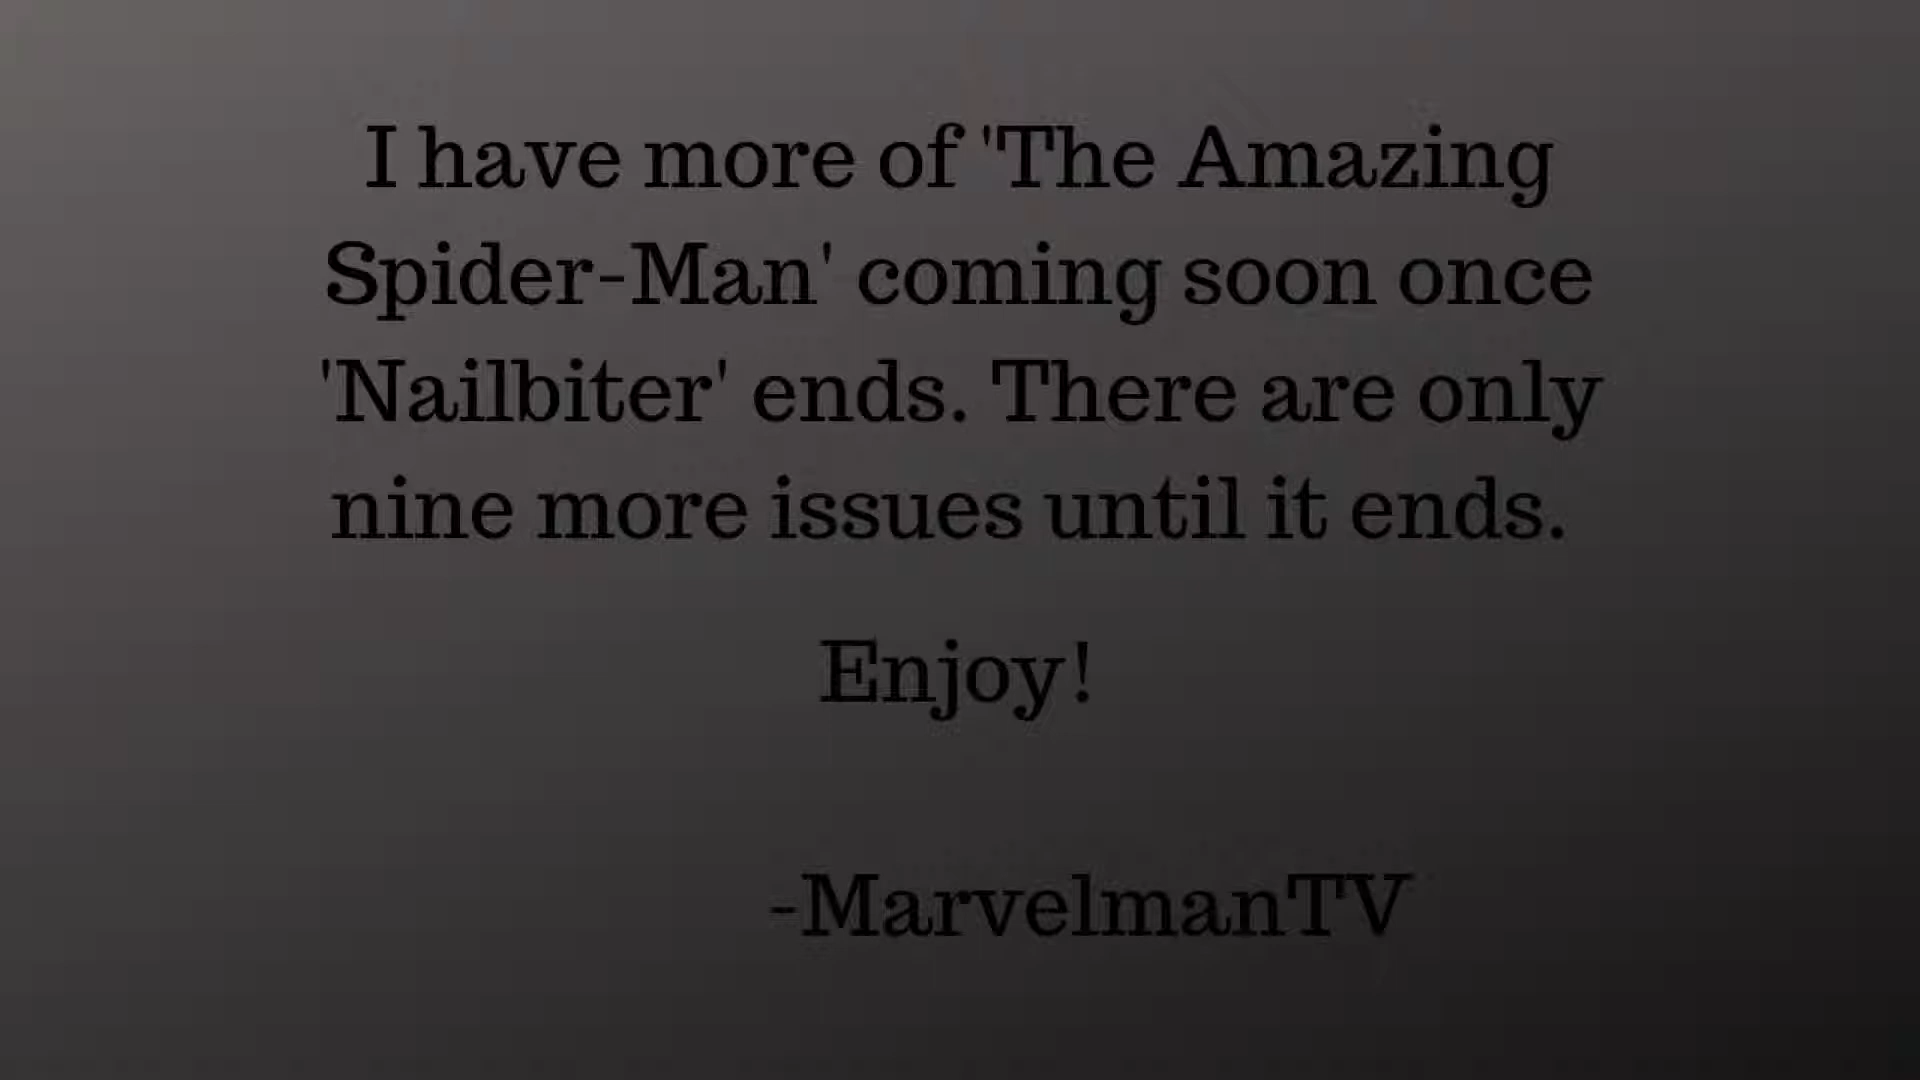 I have more of 'The Amazing
Spider-Man' coming soon once
'Nailbiter' ends. There are only
nine more issues until it ends.
Enjoy!
-MarvelmanTV